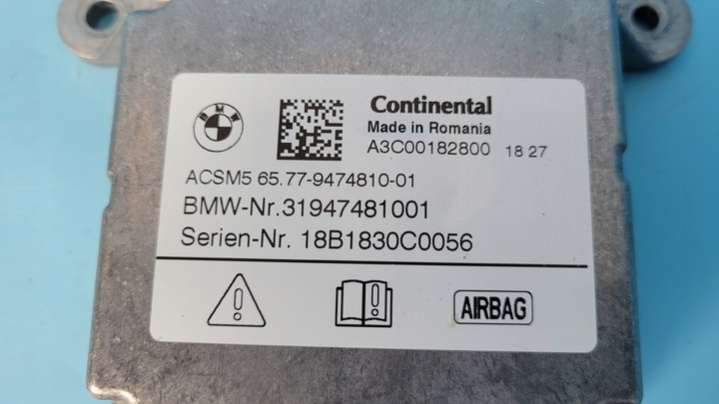 BMW
Continental
Made in Romania
A3C00182800 18 27
ACSM5 65.77-9474810-01
BMW-Nr.31947481001
Serien-Nr. 18B1830C0056
AIRBAG